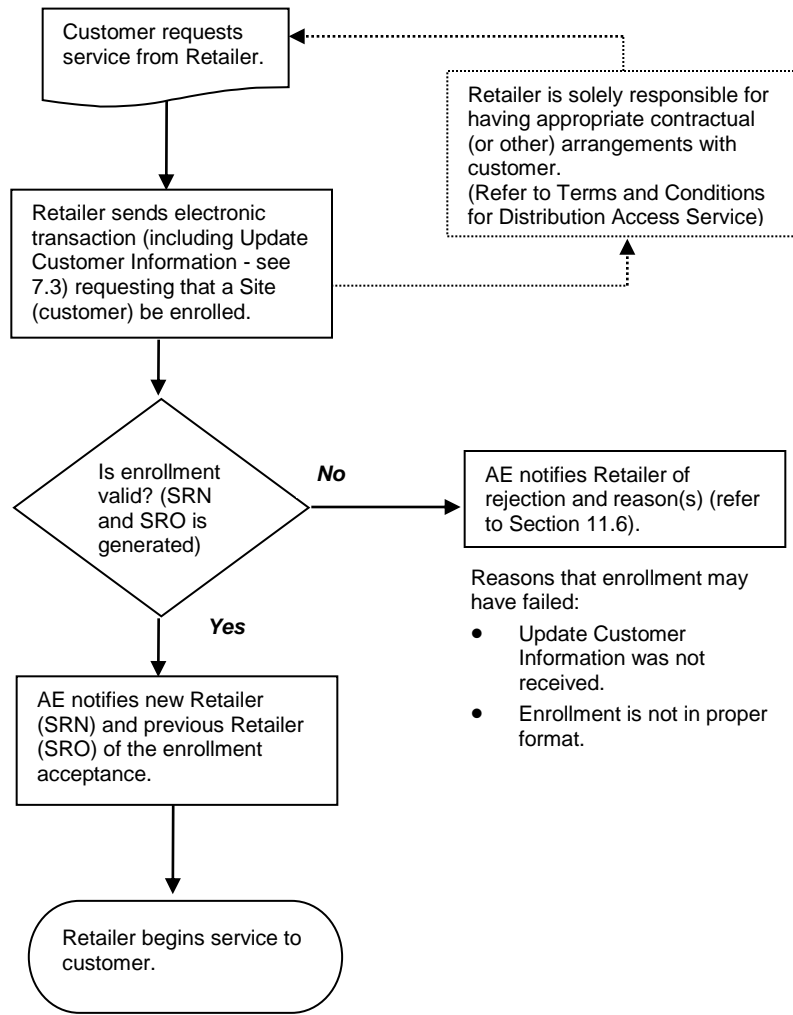 Customer requests
service from Retailer.
Retailer is solely responsible for
having appropriate contractual
(or other) arrangements with
customer.
(Refer to Terms and Conditions
for Distribution Access Service)
Retailer sends electronic
transaction (including Update
Customer Information - see
7.3) requesting that a Site
(customer) be enrolled.
Is enrollment
valid? (SRN
and SRO is
generated)
No
AE notifies Retailer of
rejection and reason(s) (refer
to Section 11.6).
Reasons that enrollment may
have failed:
• Update Customer
Information was not
received.
• Enrollment is not in proper
format.
Yes
AE notifies new Retailer
(SRN) and previous Retailer
(SRO) of the enrollment
acceptance.
Retailer begins service to
customer.